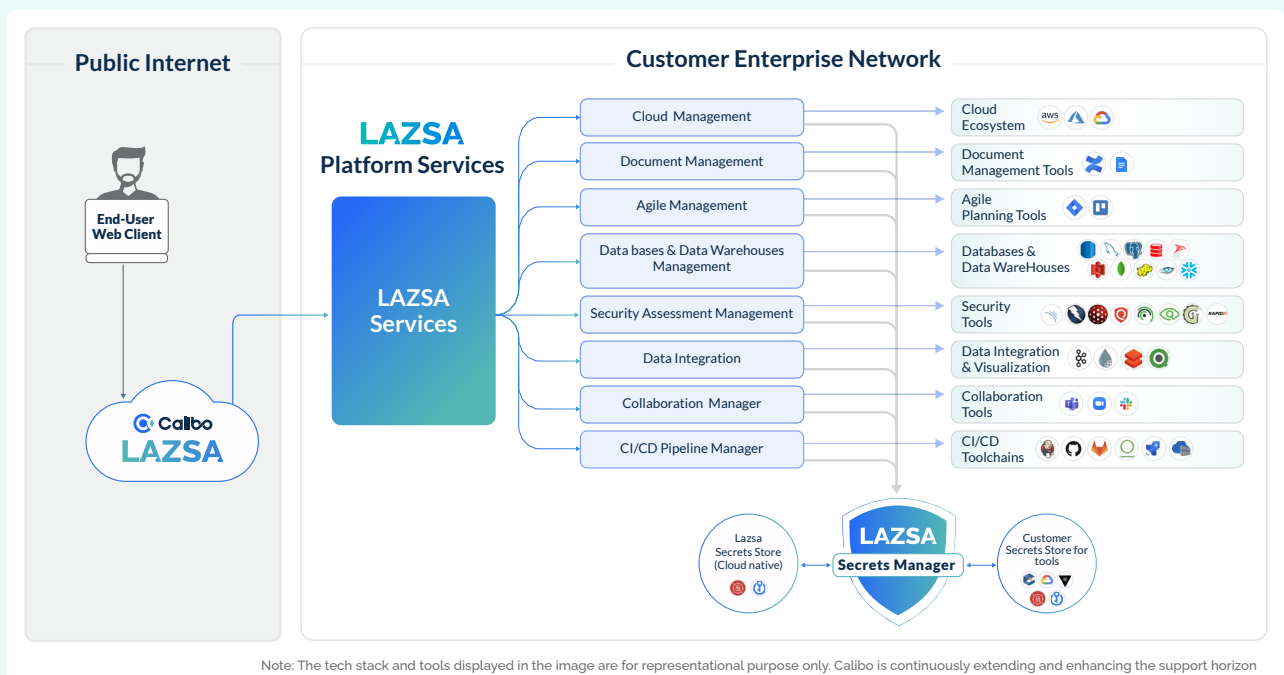 Public Internet
Customer Enterprise Network
LAZSA
Platform Services
End-User
Web Client
Calibo
LAZSA
LAZSA
Services
Cloud Management
Document Management
Agile Management
Data bases & Data Warehouses
Management
Security Assessment Management
Data Integration
Collaboration Manager
CI/CD Pipeline Manager
Cloud
Ecosystem
aws
Document
Management Tools
Agile
Planning Tools
Databases &
Data WareHouses
Security
Tools
RAPID7
Data Integration
& Visualization
Collaboration
Tools
CI/CD
Toolchains
Lazsa
Secrets Store
(Cloud native)
LAZSA
Secrets Manager
Customer
Secrets Store for
tools
Note: The tech stack and tools displayed in the image are for representational purpose only. Calibo is continuously extending and enhancing the support horizon